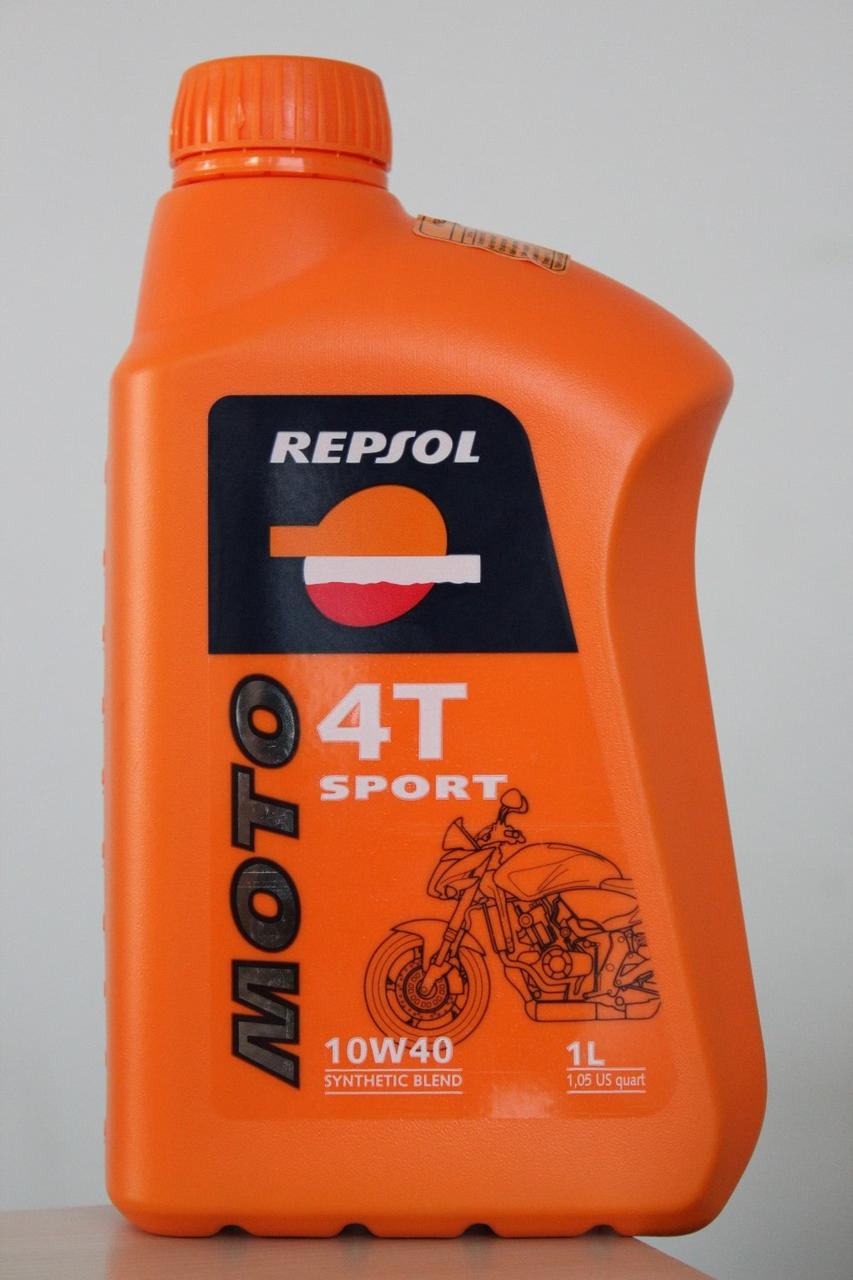 REPSOL
MOTO
4T
SPORT
10W40
SYNTHETIC BLEND
1L
1,05 US quart